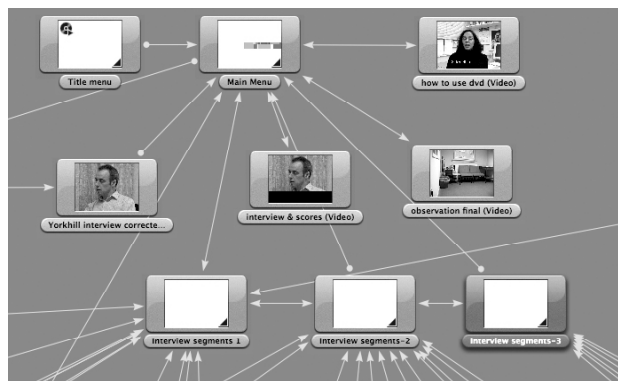 Title menu
Main Menu
how to use dvd (Video)
Yorkhill interview correcte...
interview & scores (Video)
observation final (Video)
Interview segments 1
Interview segments-2
Interview segments-3